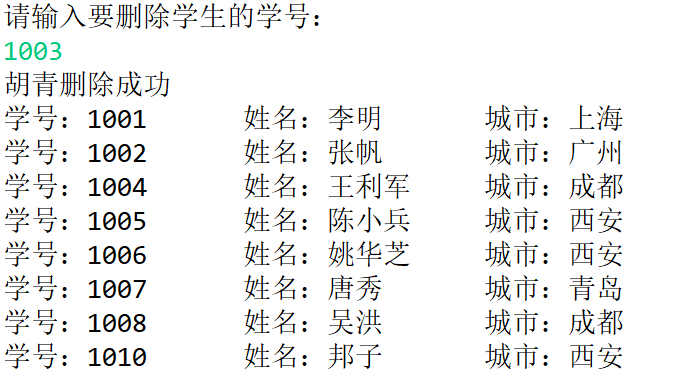 请输入要删除学生的学号：
1003
胡青删除成功
学号：1001 姓名：李明 城市：上海
学号：1002 姓名：张帆 城市：广州
学号：1004 姓名：王利军 城市：成都
学号：1005 姓名：陈小兵 城市：西安
学号：1006 姓名：姚华芝 城市：西安
学号：1007 姓名：唐秀 城市：青岛
学号：1008 姓名：吴洪 城市：成都
学号：1010 姓名：邦子 城市：西安